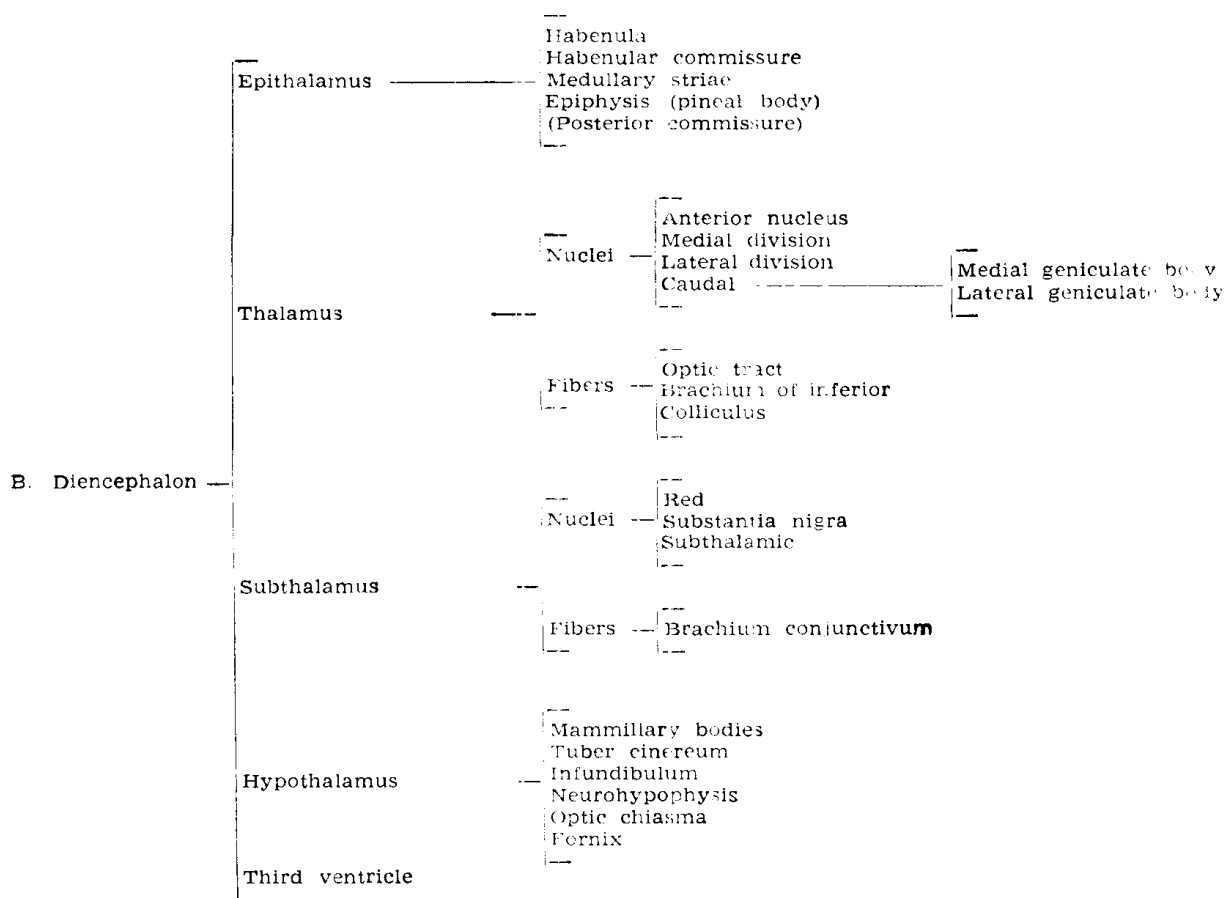 Habenula
Habenular commissure
Epithalamus
Medullary striae
Epiphysis (pineal body)
(Posterior commissure)
Anterior nucleus
Medial division
Nuclei
Lateral division
Caudal
Medial geniculate body
Lateral geniculate body
Thalamus
Optic tract
Fibers
Brachium of inferior
Colliculus
B. Diencephalon
Red
Nuclei
Substantia nigra
Subthalamic
Subthalamus
Fibers
Brachium conjunctivum
Mammillary bodies
Tuber cinereum
Hypothalamus
Infundibulum
Neurohypophysis
Optic chiasma
Fornix
Third ventricle